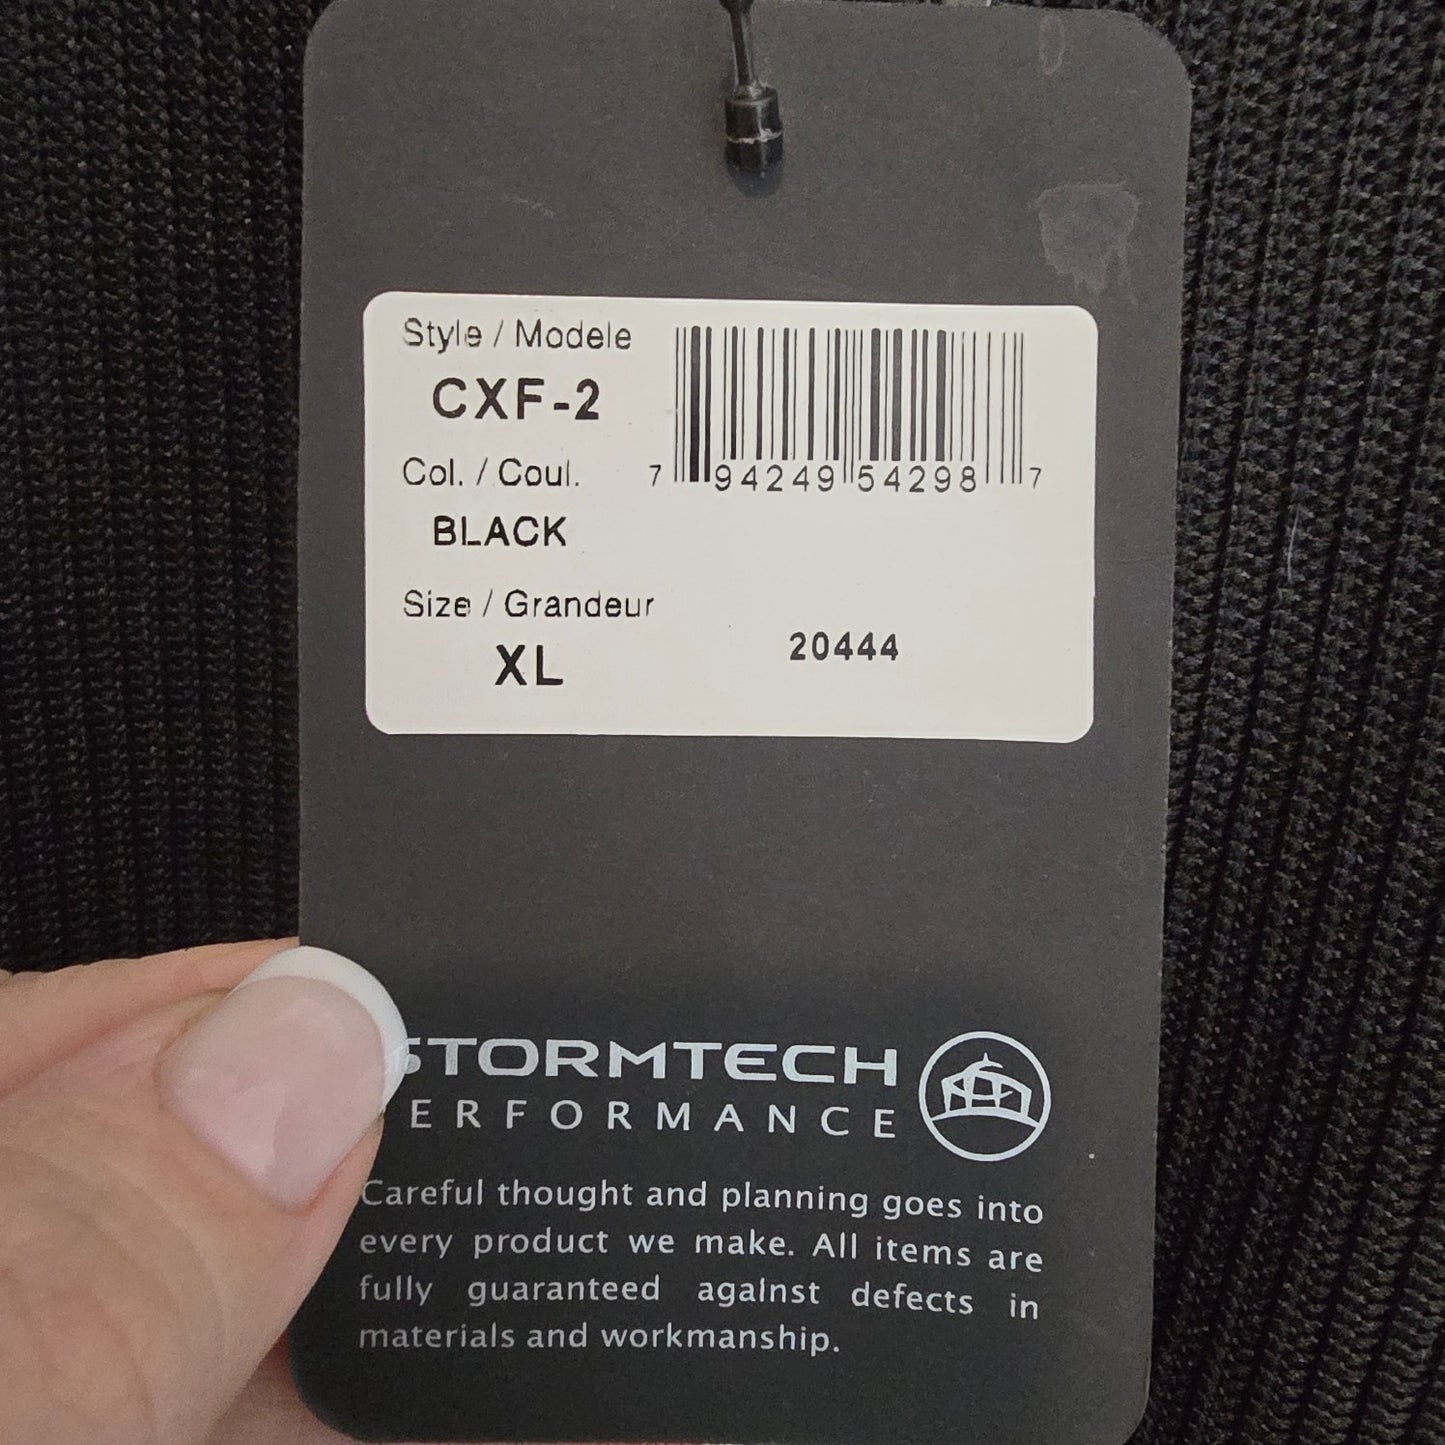 Style / Modele
CXF-2
Col. / Coul.
BLACK
Size / Grandeur
XL
7 94249 54298 7
20444
STORMTECH
ERFORMANCE
Careful thought and planning goes into
every product we make. All items are
fully guaranteed against defects in
materials and workmanship.